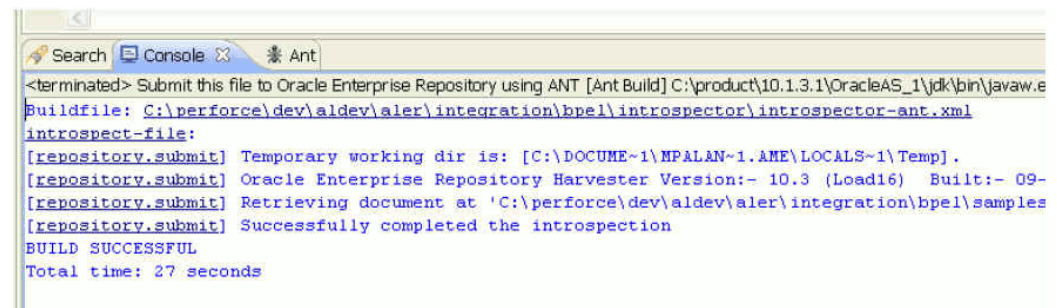 Search Console Ant
<terminated> Submit this file to Oracle Enterprise Repository using ANT [Ant Build] C:\product\10.1.3.1\OracleAS_1\jdk\bin\javaw.e
Buildfile: C:\perforce\dev\aldev\aler\integration\bpel\introspector\introspector-ant.xml
introspect-file:
[repository.submit] Temporary working dir is: [C:\DOCUME~1\MPALAN~1.AME\LOCALS~1\Temp].
[repository.submit] Oracle Enterprise Repository Harvester Version:- 10.3 (Load16) Built:- 09-
[repository.submit] Retrieving document at 'C:\perforce\dev\aldev\aler\integration\bpel\samples
[repository.submit] Successfully completed the introspection
BUILD SUCCESSFUL
Total time: 27 seconds